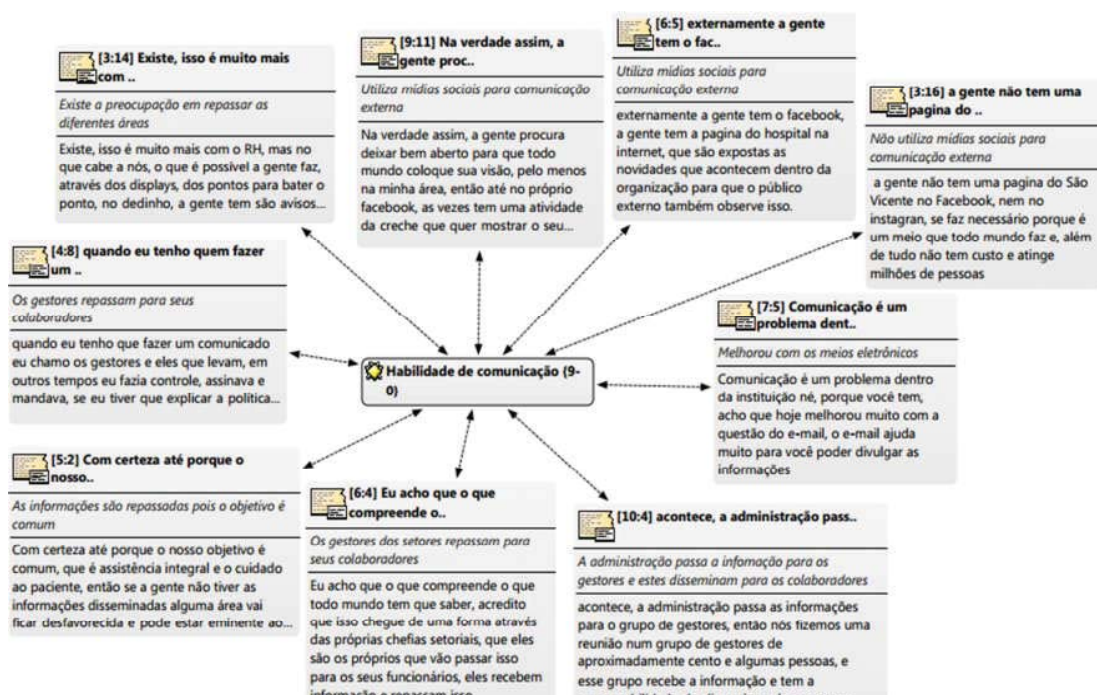 [3:14] Existe, isso é muito mais
com ..
Existe a preocupação em repassar as
diferentes áreas
Existe, isso é muito mais com o RH, mas no
que cabe a nós, o que é possível a gente faz,
através dos displays, dos pontos para bater o
ponto, no dedinho, a gente tem são avisos...
[9:11] Na verdade assim, a
gente proc..
Utiliza mídias sociais para comunicação
externa
Na verdade assim, a gente procura
deixar bem aberto para que todo
mundo coloque sua visão, pelo menos
na minha área, então até no próprio
facebook, as vezes tem uma atividade
da creche que quer mostrar o seu...
[6:5] externamente a gente
tem o fac..
Utiliza mídias sociais para
comunicação externa
externamente a gente tem o facebook,
a gente tem a pagina do hospital na
internet, que são expostas as
novidades que acontecem dentro da
organização para que o público
externo também observe isso.
[3:16] a gente não tem uma
pagina do ..
Não utiliza mídias sociais para
comunicação externa
a gente não tem uma pagina do São
Vicente no Facebook, nem no
instagran, se faz necessário porque é
um meio que todo mundo faz e, além
de tudo não tem custo e atinge
milhões de pessoas
[4:8] quando eu tenho quem fazer
um ..
Os gestores repassam para seus
colaboradores
quando eu tenho que fazer um comunicado
eu chamo os gestores e eles que levam, em
outros tempos eu fazia controle, assinava e
mandava, se eu tiver que explicar a política...
Habilidade de comunicação (9-
0)
[7:5] Comunicação é um
problema dent..
Melhorou com os meios eletrônicos
Comunicação é um problema dentro
da instituição né, porque você tem,
acho que hoje melhorou muito com a
questão do e-mail, o e-mail ajuda
muito para você poder divulgar as
informações
[5:2] Com certeza até porque o
nosso..
As informações são repassadas pois o objetivo é
comum
Com certeza até porque o nosso objetivo é
comum, que é assistência integral e o cuidado
ao paciente, então se a gente não tiver as
informações disseminadas alguma área vai
ficar desfavorecida e pode estar eminente ao...
[6:4] Eu acho que o que
compreende o..
Os gestores dos setores repassam para
seus colaboradores
Eu acho que o que compreende o que
todo mundo tem que saber, acredito
que isso chegue de uma forma através
das próprias chefias setoriais, que eles
são os próprios que vão passar isso
para os seus funcionários, eles recebem
informação e repassam isso
[10:4] acontece, a administração pass..
A administração passa a infomação para os
gestores e estes disseminam para os colaboradores
acontece, a administração passa as informações
para o grupo de gestores, então nós fizemos uma
reunião num grupo de gestores de
aproximadamente cento e algumas pessoas, e
esse grupo recebe a informação e tem a